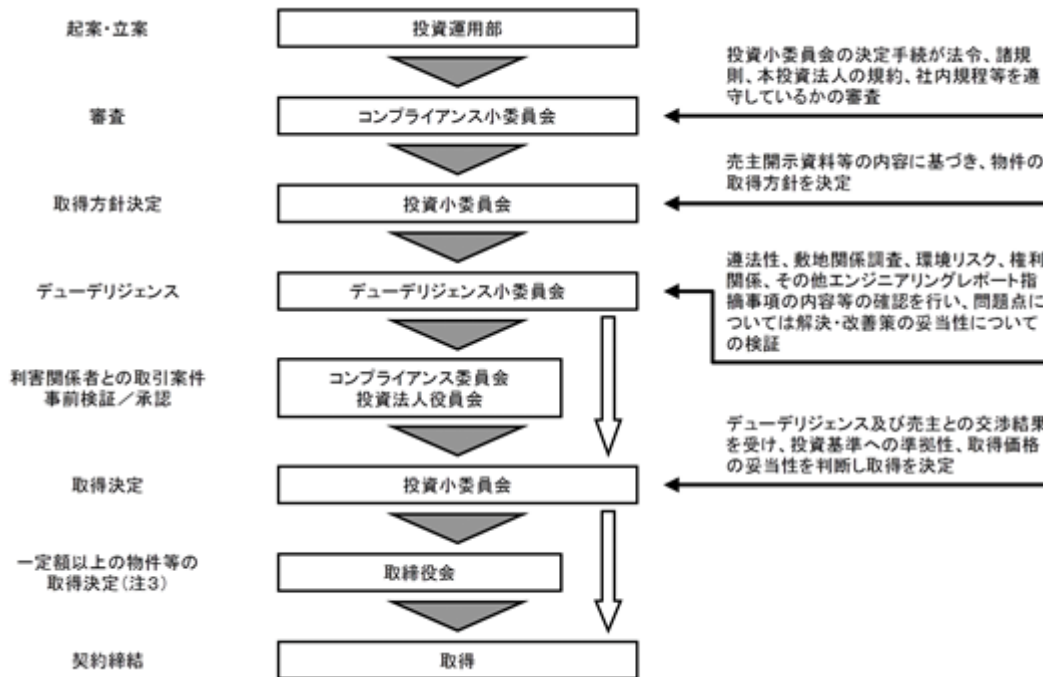 起案・立案
投資運用部
投資小委員会の決定手続が法令、諸規
則、本投資法人の規約、社内規程等を遵
守しているかの審査
審査
コンプライアンス小委員会
売主開示資料等の内容に基づき、物件の
取得方針を決定
取得方針決定
投資小委員会
遵法性、敷地関係調査、環境リスク、権利
関係、その他エンジニアリングレポート指
摘事項の内容等の確認を行い、問題点に
ついては解決・改善策の妥当性について
の検証
デューデリジェンス
デューデリジェンス小委員会
利害関係者との取引案件
事前検証／承認
コンプライアンス委員会
投資法人役員会
デューデリジェンス及び売主との交渉結果
を受け、投資基準への準拠性、取得価格
の妥当性を判断し取得を決定
取得決定
投資小委員会
一定額以上の物件等の
取得決定（注3）
取締役会
契約締結
取得